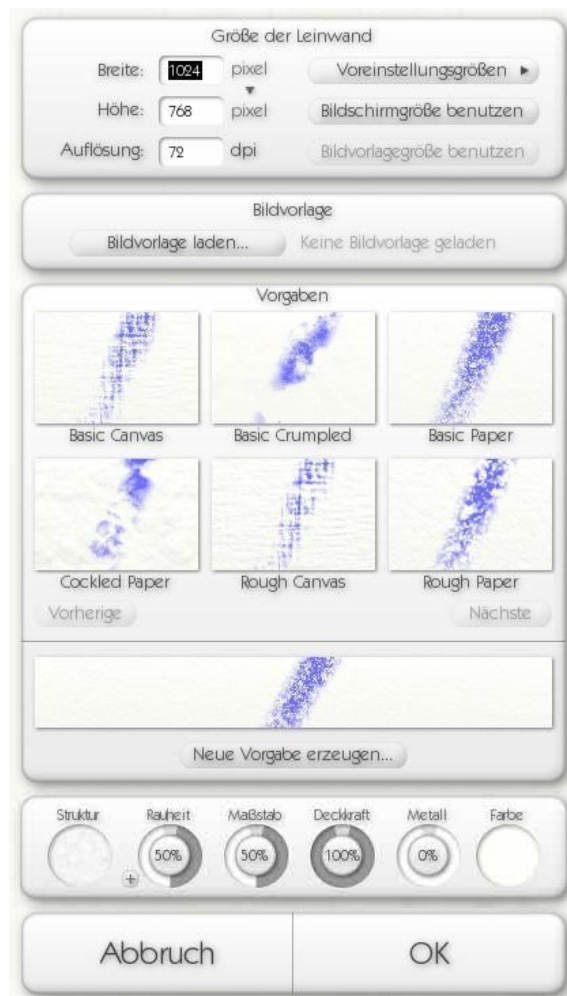 Größe der Leinwand
Breite: 1024 pixel Voreinstellungsgrößen
Höhe: 768 pixel Bildschirmgröße benutzen
Auflösung: 72 dpi Bildvorlagegröße benutzen
Bildvorlage
Bildvorlage laden... Keine Bildvorlage geladen
Vorgaben
Basic Canvas Basic Crumpled Basic Paper
Cockled Paper Rough Canvas Rough Paper
Vorherige Nächste
Neue Vorgabe erzeugen...
Struktur Rauheit Maßstab Deckkraft Metall Farbe
50% 50% 100% 0%
Abbruch OK